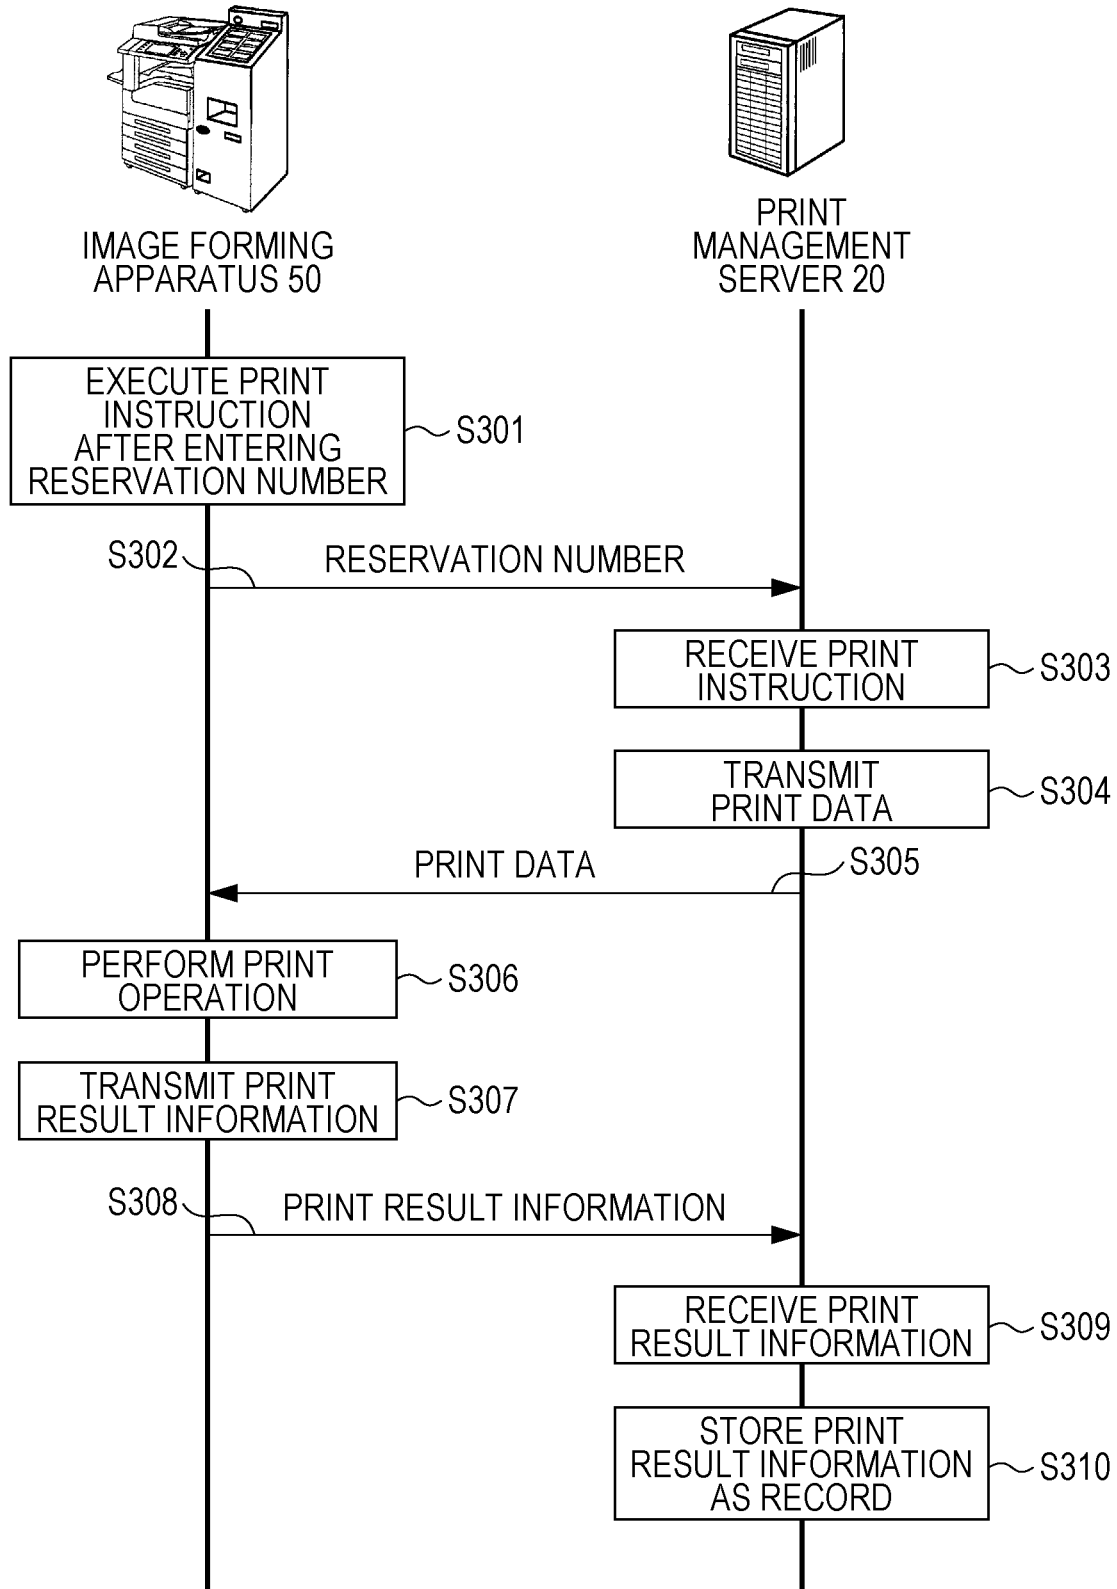 IMAGE FORMING
APPARATUS 50
PRINT
MANAGEMENT
SERVER 20
EXECUTE PRINT
INSTRUCTION
AFTER ENTERING
RESERVATION NUMBER
S301
S302
RESERVATION NUMBER
RECEIVE PRINT
INSTRUCTION
S303
TRANSMIT
PRINT DATA
S304
PRINT DATA
S305
PERFORM PRINT
OPERATION
S306
TRANSMIT PRINT
RESULT INFORMATION
S307
S308
PRINT RESULT INFORMATION
RECEIVE PRINT
RESULT INFORMATION
S309
STORE PRINT
RESULT INFORMATION
AS RECORD
S310